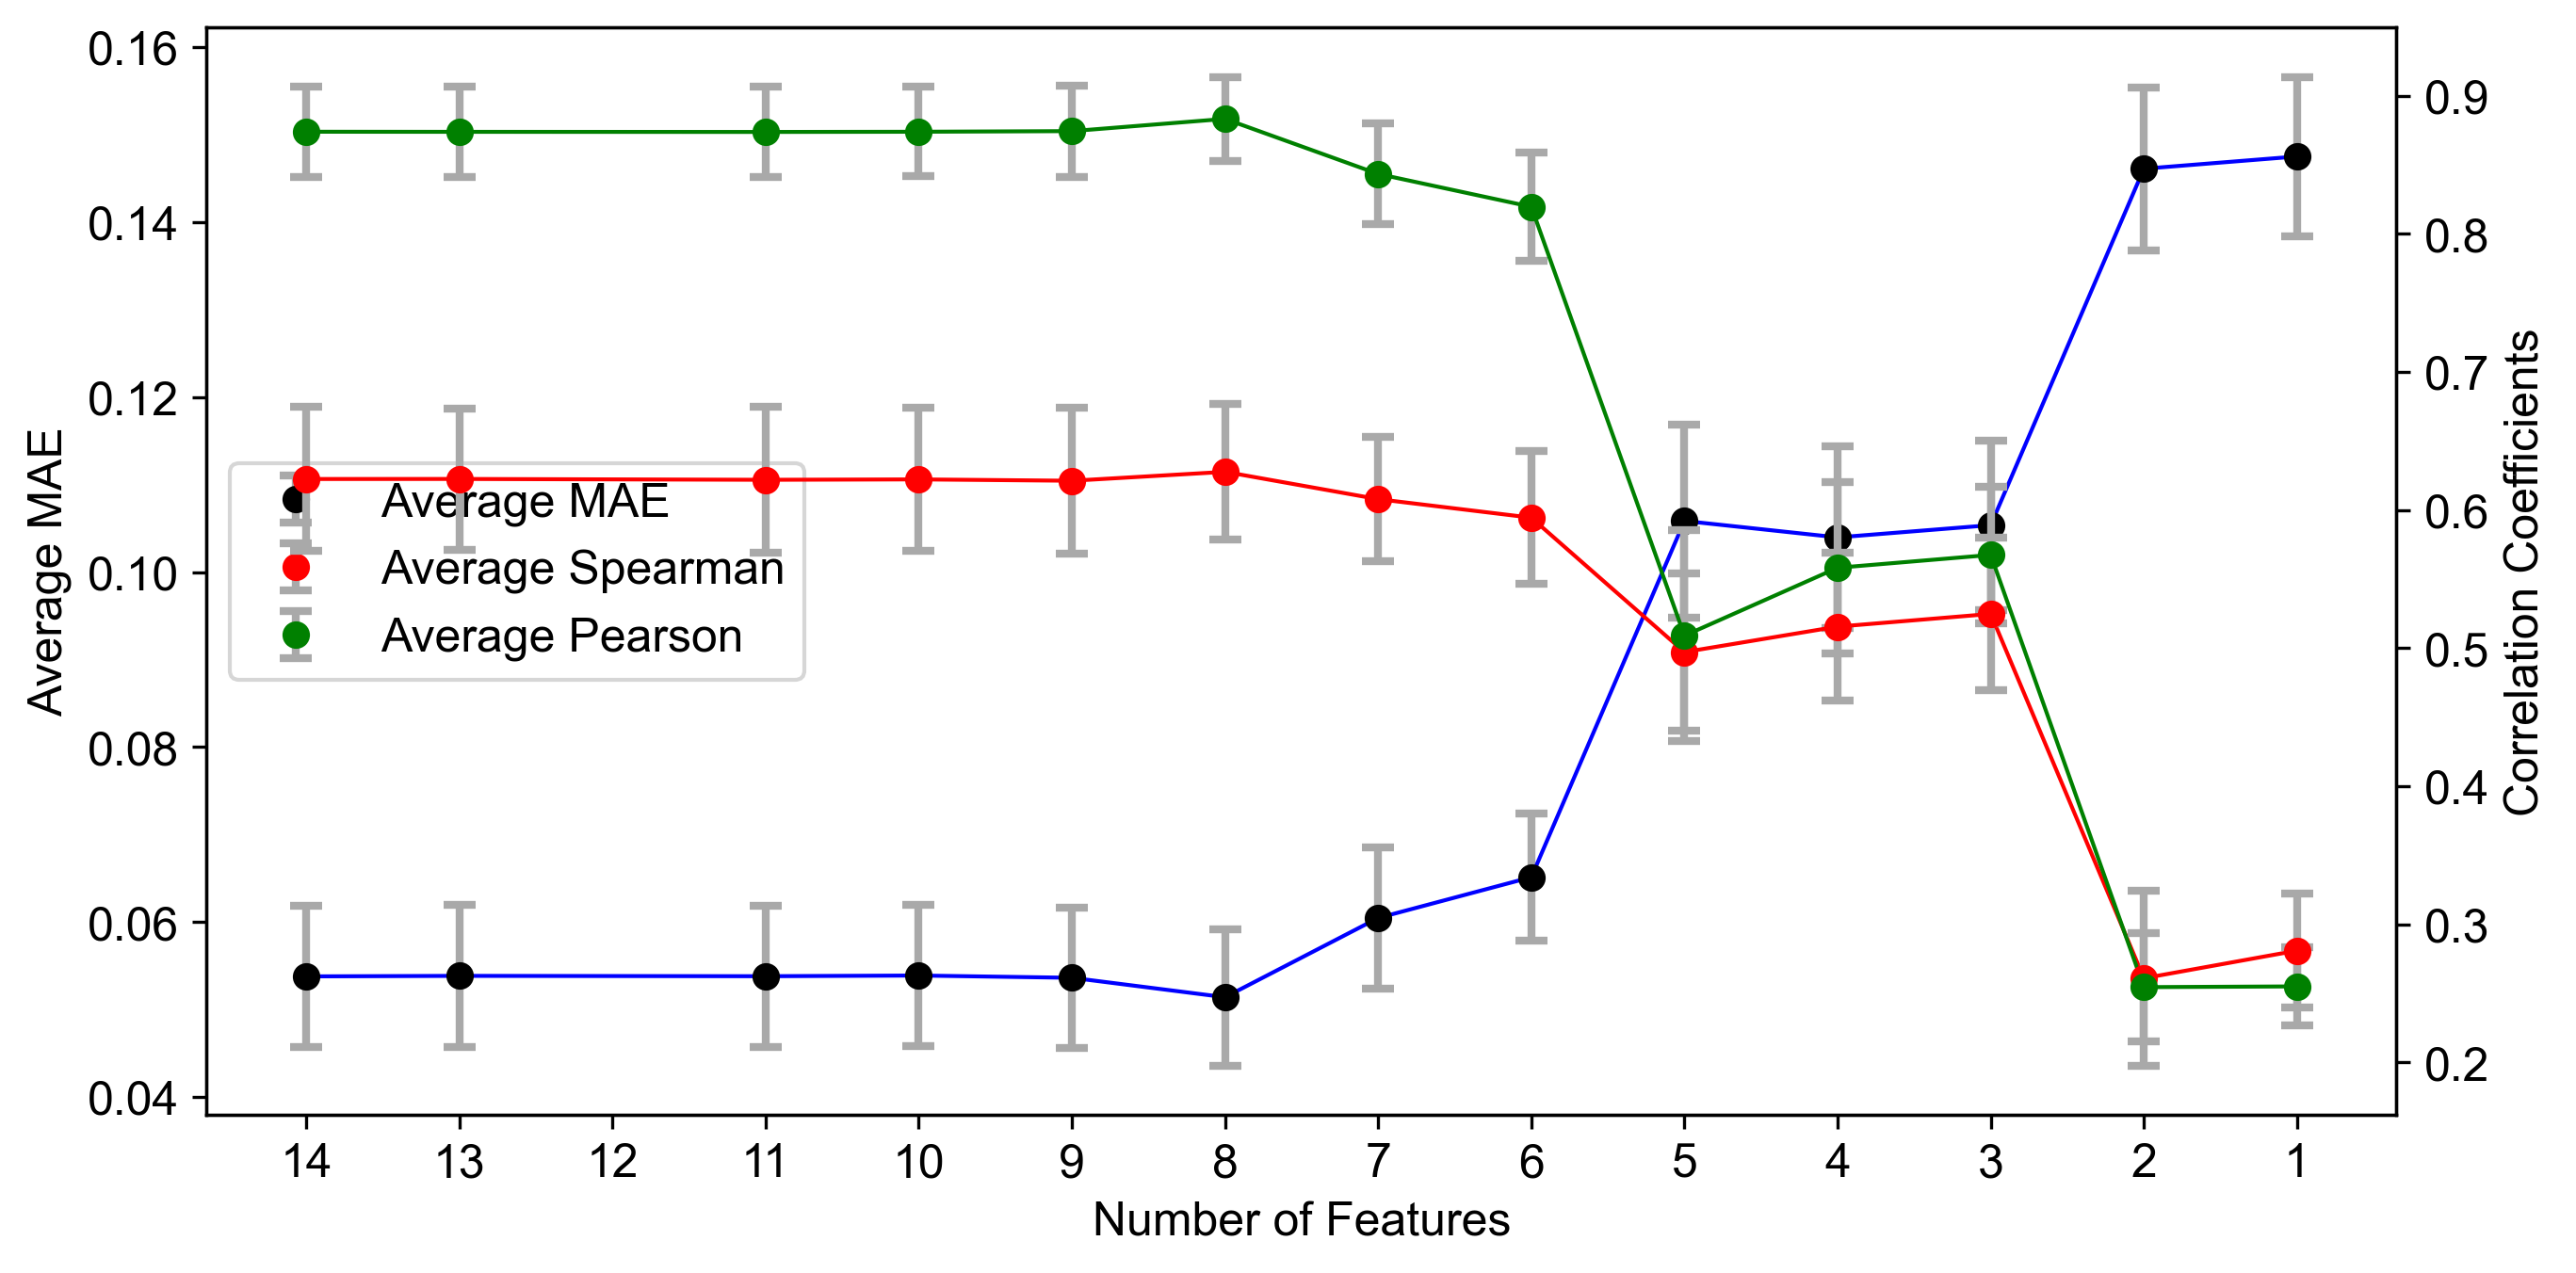 0.16
0.14
0.12
0.10
0.08
0.06
0.04
Average MAE
0.9
0.8
0.7
0.6
0.5
0.4
0.3
0.2
Correlation Coefficients
Average MAE
Average Spearman
Average Pearson
14 13 12 11 10 9 8 7 6 5 4 3 2 1
Number of Features